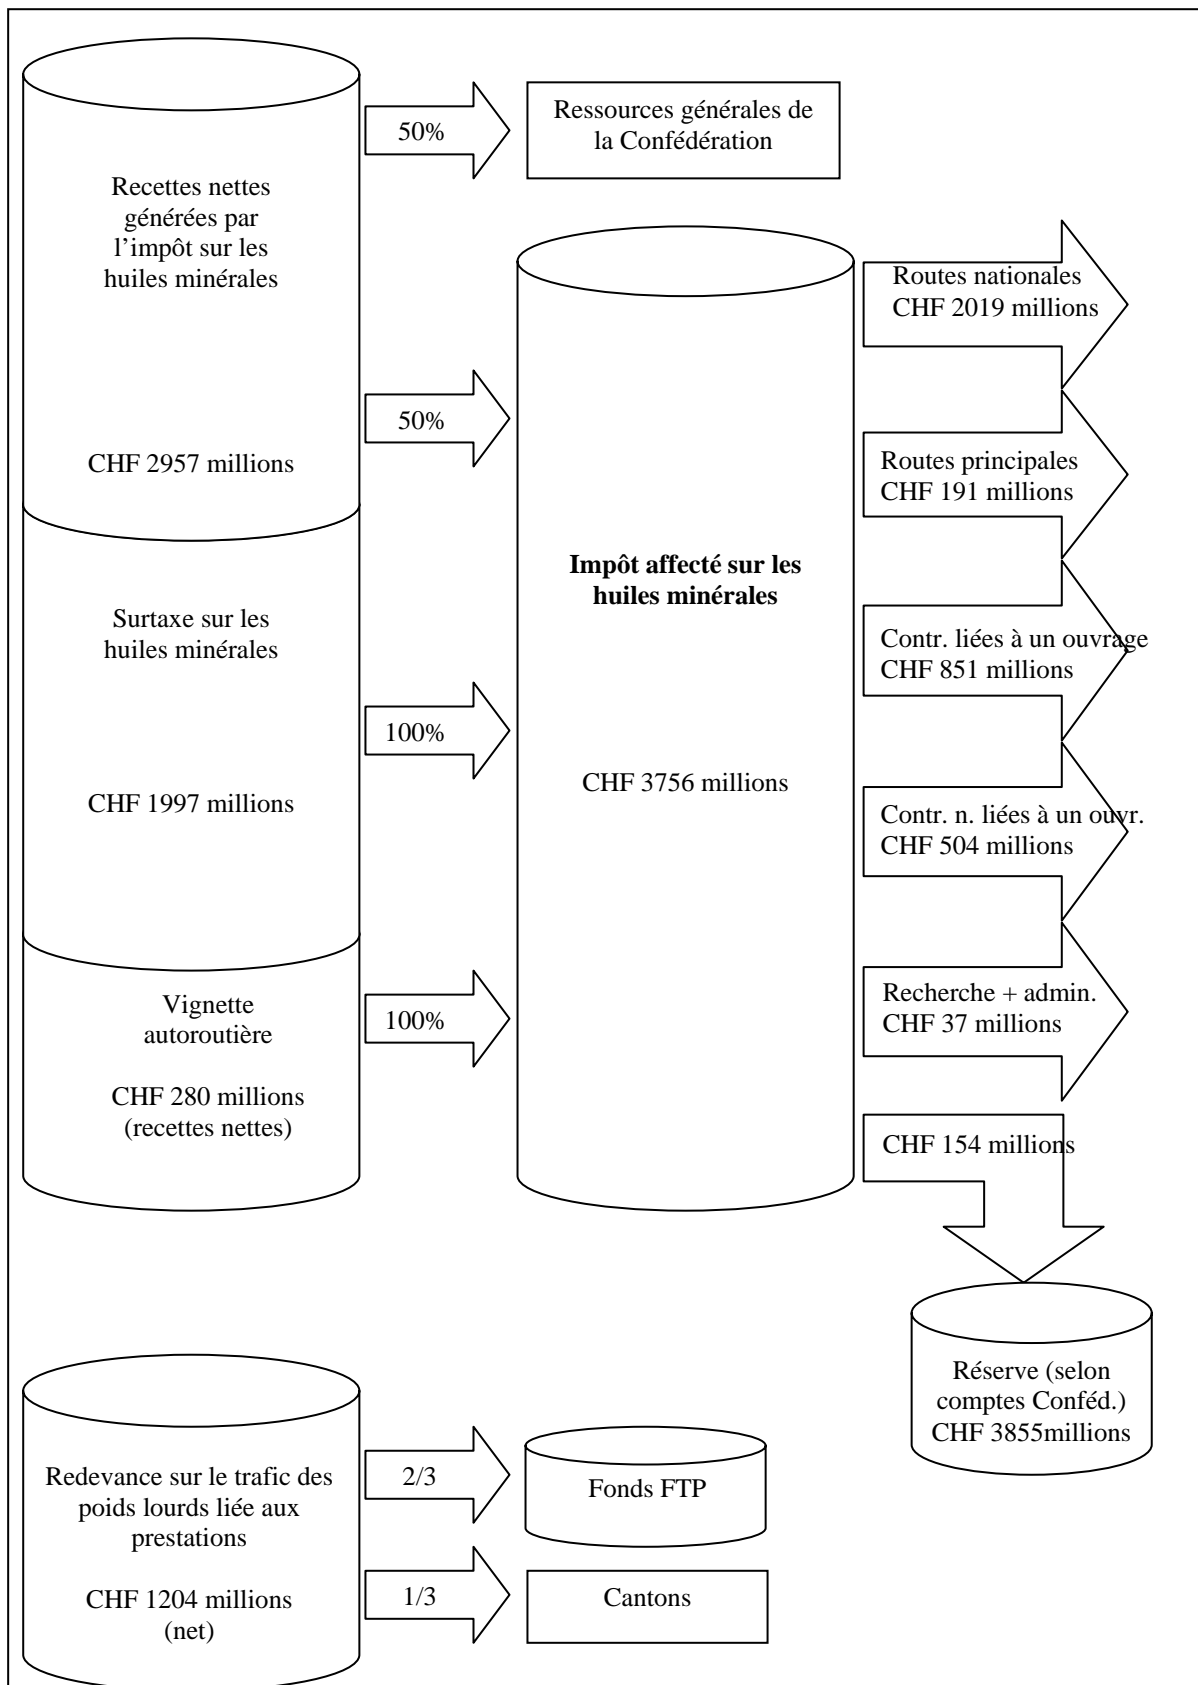 50%
Ressources générales de
la Confédération
Recettes nettes
générées par
l'impôt sur les
huiles minérales
CHF 2957 millions
50%
Surtaxe sur les
huiles minérales
CHF 1997 millions
100%
Vignette
autoroutière
CHF 280 millions
(recettes nettes)
100%
Impôt affecté sur les
huiles minérales
CHF 3756 millions
Routes nationales
CHF 2019 millions
Routes principales
CHF 191 millions
Contr. liées à un ouvrage
CHF 851 millions
Contr. n. liées à un ouvr.
CHF 504 millions
Recherche + admin.
CHF 37 millions
CHF 154 millions
Réserve (selon
comptes Conféd.)
CHF 3855millions
Redevance sur le trafic des
poids lourds liée aux
prestations
CHF 1204 millions
(net)
2/3
Fonds FTP
1/3
Cantons